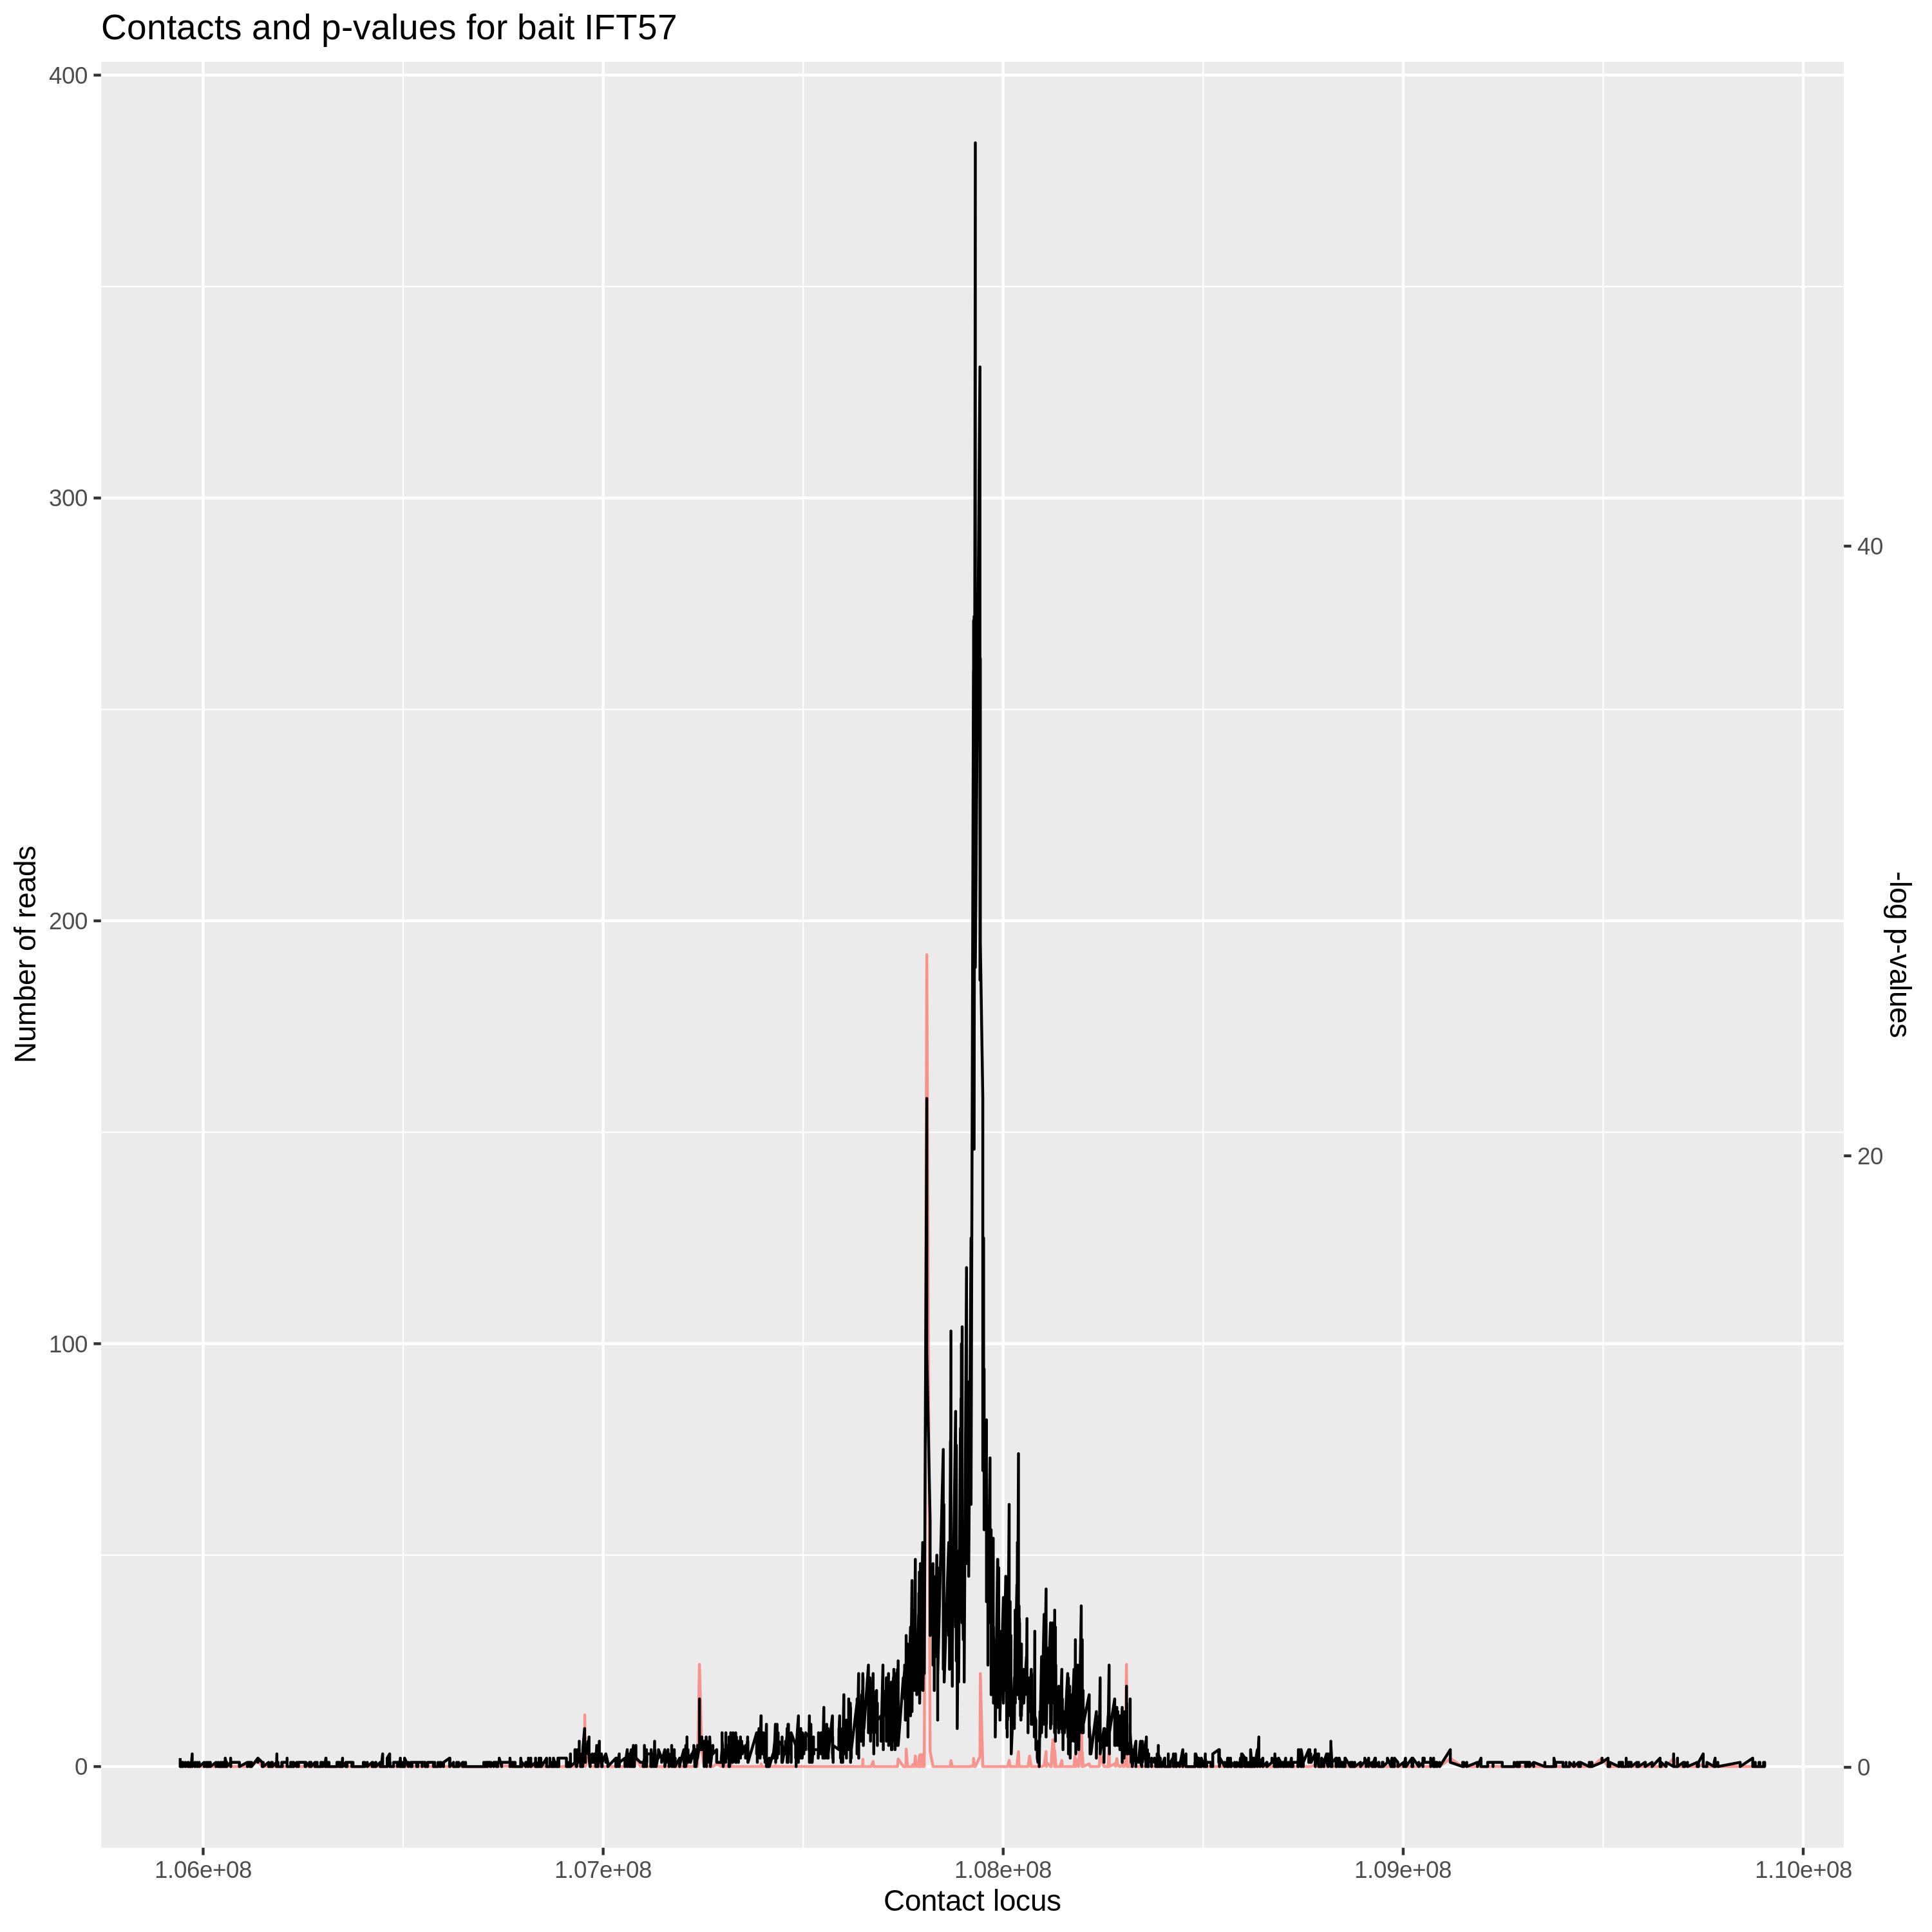 Contacts and p-values for bait IFT57
400
300
200
100
0
Number of reads
40
20
0
-log p-values
1.06e+08
1.07e+08
1.08e+08
1.09e+08
1.10e+08
Contact locus